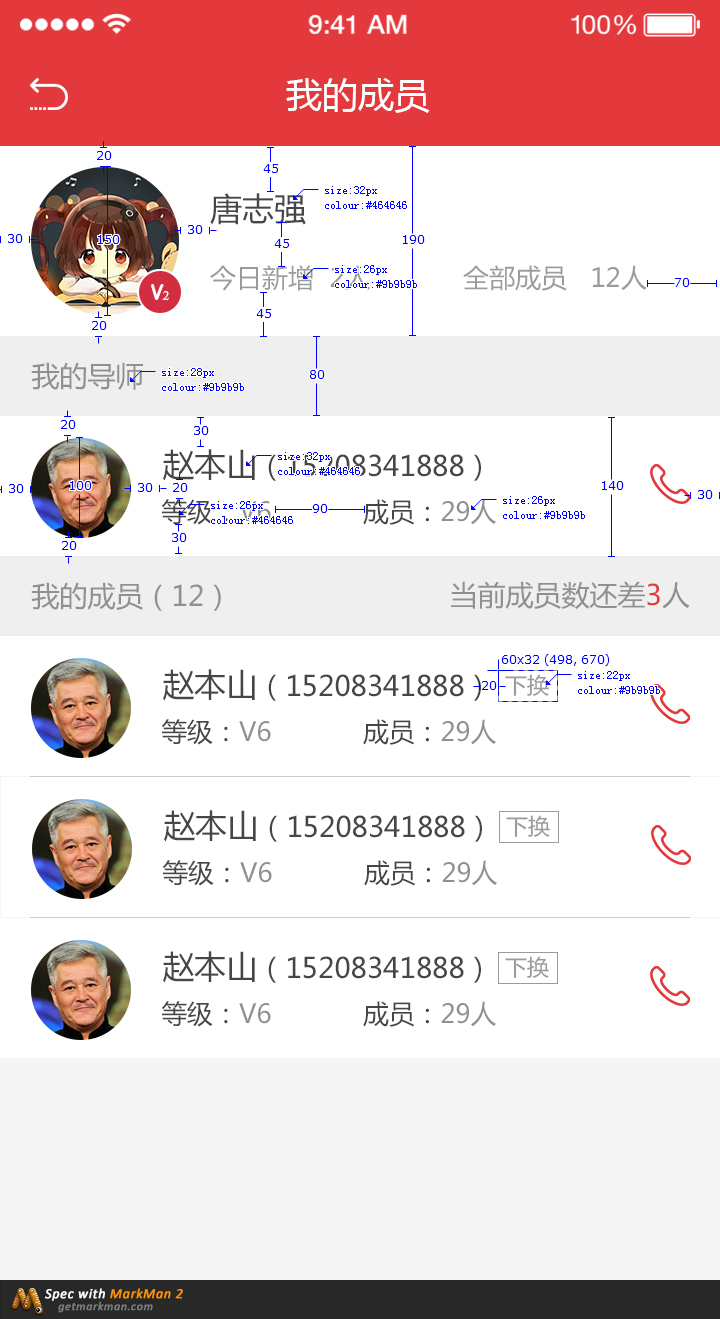 9:41 AM 100%
我的成员
20
45
size:32px
colour:#464646
唐志强
30 150 30
45
190
size:26px
colour:#9b9b9b
今日新增 2人 全部成员 12人
70
V2
45
20
我的导师
size:28px
colour:#9b9b9b
80
20
30
size:32px
colour:#464646
赵本山（15208341888）
30 100 30 20
140
30
等级 V6 成员：29人
size:26px
colour:#464646
90
size:26px
colour:#9b9b9b
30
20
我的成员（12） 当前成员数还差3人
60x32 (498, 670)
赵本山（15208341888） 20 下换
size:22px
colour:#9b9b9b
等级：V6 成员：29人
赵本山（15208341888） 下换
等级：V6 成员：29人
赵本山（15208341888） 下换
等级：V6 成员：29人
Spec with MarkMan 2
getmarkman.com